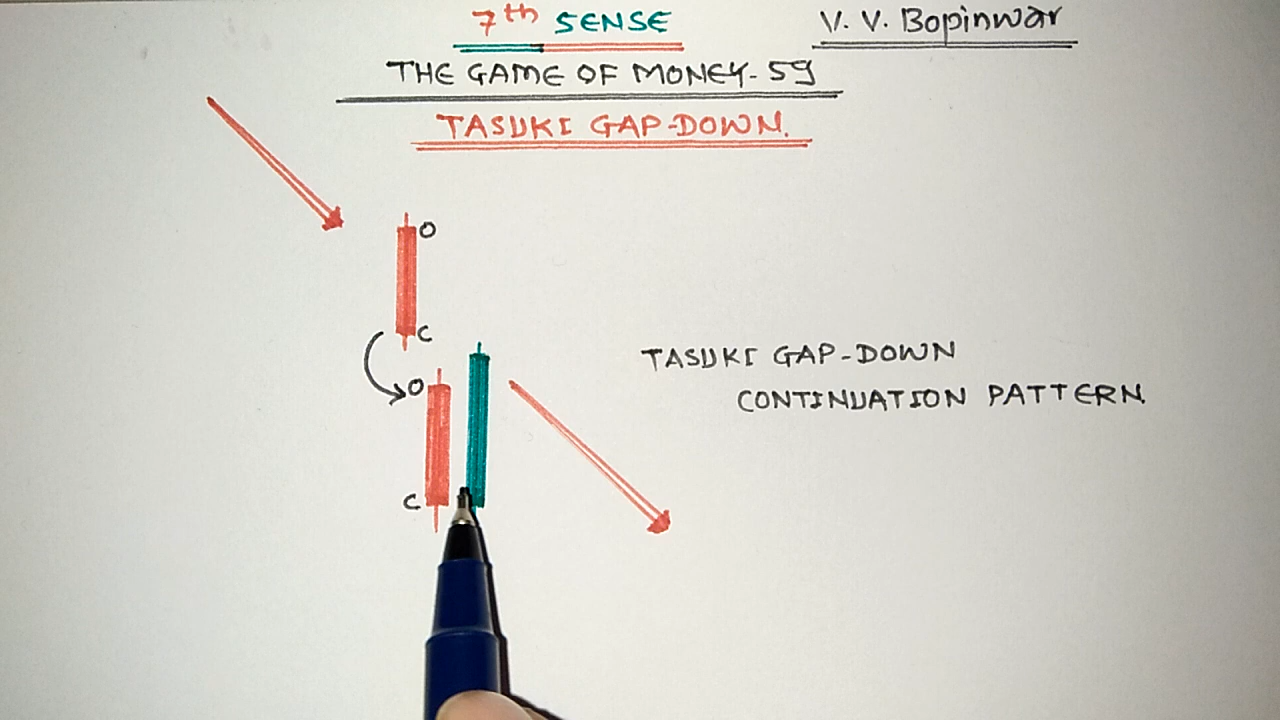 7th SENSE
V. V. Bopinwar
THE GAME OF MONEY-59
TASUKI GAP-DOWN.
O
C
O
C
TASUKI GAP-DOWN
CONTINUATION PATTERN.